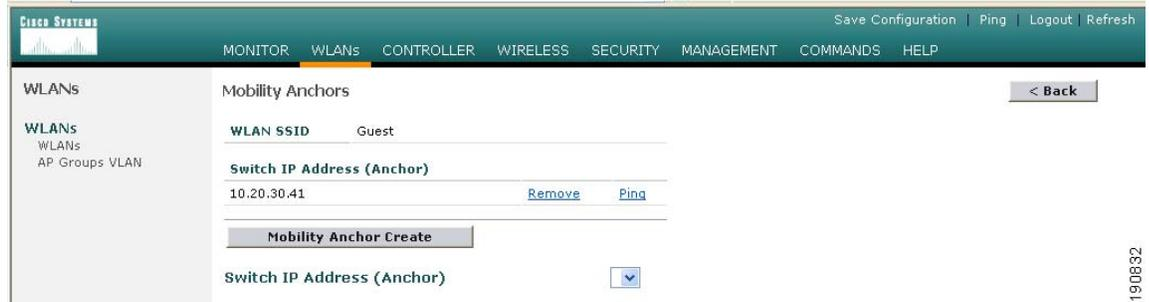 CISCO SYSTEMS
Save Configuration | Ping | Logout | Refresh
MONITOR WLANs CONTROLLER WIRELESS SECURITY MANAGEMENT COMMANDS HELP
WLANs
Mobility Anchors
< Back
WLANs
WLANs
AP Groups VLAN
WLAN SSID Guest
Switch IP Address (Anchor)
10.20.30.41 Remove Ping
Mobility Anchor Create
Switch IP Address (Anchor)
190832